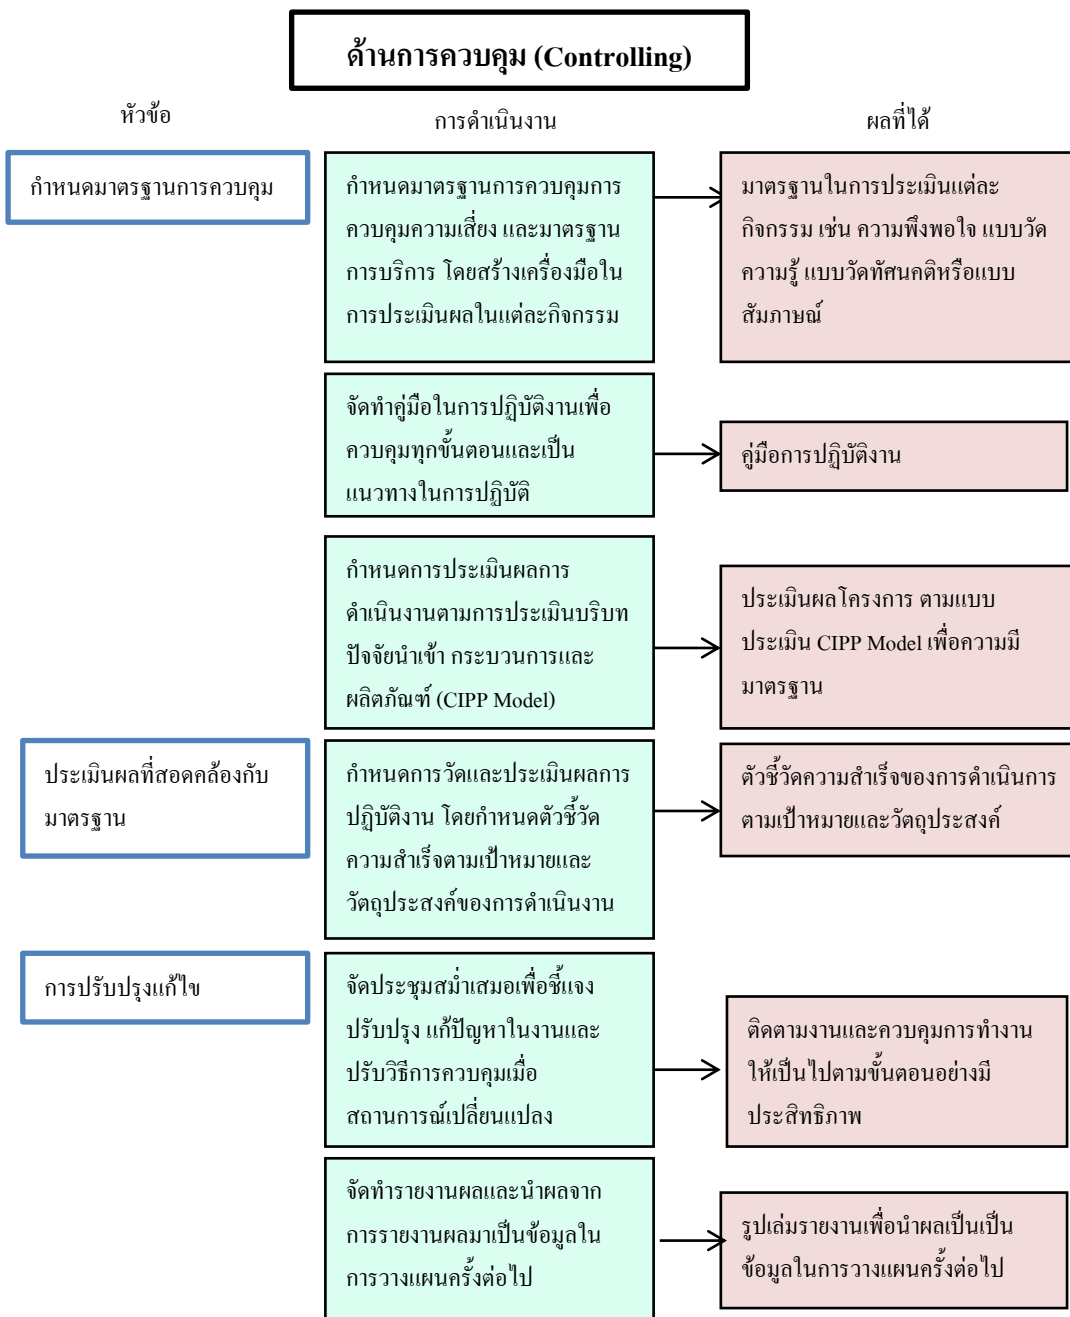 ด้านการควบคุม (Controlling)
หัวข้อ
การดำเนินงาน
ผลที่ได้
กำหนดมาตรฐานการควบคุม
กำหนดมาตรฐานการควบคุมการ
ควบคุมความเสี่ยง และมาตรฐาน
การบริการ โดยสร้างเครื่องมือใน
การประเมินผลในแต่ละกิจกรรม
มาตรฐานในการประเมินแต่ละ
กิจกรรม เช่น ความพึงพอใจ แบบวัด
ความรู้ แบบวัดทัศนคติหรือแบบ
สัมภาษณ์
จัดทำคู่มือในการปฏิบัติงานเพื่อ
ควบคุมทุกขั้นตอนและเป็น
แนวทางในการปฏิบัติ
คู่มือการปฏิบัติงาน
กำหนดการประเมินผลการ
ดำเนินงานตามการประเมินบริบท
ปัจจัยนำเข้า กระบวนการและ
ผลิตภัณฑ์ (CIPP Model)
ประเมินผลโครงการ ตามแบบ
ประเมิน CIPP Model เพื่อความมี
มาตรฐาน
ประเมินผลที่สอดคล้องกับ
มาตรฐาน
กำหนดการวัดและประเมินผลการ
ปฏิบัติงาน โดยกำหนดตัวชี้วัด
ความสำเร็จตามเป้าหมายและ
วัตถุประสงค์ของการดำเนินงาน
ตัวชี้วัดความสำเร็จของการดำเนินการ
ตามเป้าหมายและวัตถุประสงค์
การปรับปรุงแก้ไข
จัดประชุมสม่ำเสมอเพื่อชี้แจง
ปรับปรุง แก้ปัญหาในงานและ
ปรับวิธีการควบคุมเมื่อ
สถานการณ์เปลี่ยนแปลง
ติดตามงานและควบคุมการทำงาน
ให้เป็นไปตามขั้นตอนอย่างมี
ประสิทธิภาพ
จัดทำรายงานผลและนำผลจาก
การรายงานผลมาเป็นข้อมูลใน
การวางแผนครั้งต่อไป
รูปเล่มรายงานเพื่อนำผลเป็นเป็น
ข้อมูลในการวางแผนครั้งต่อไป